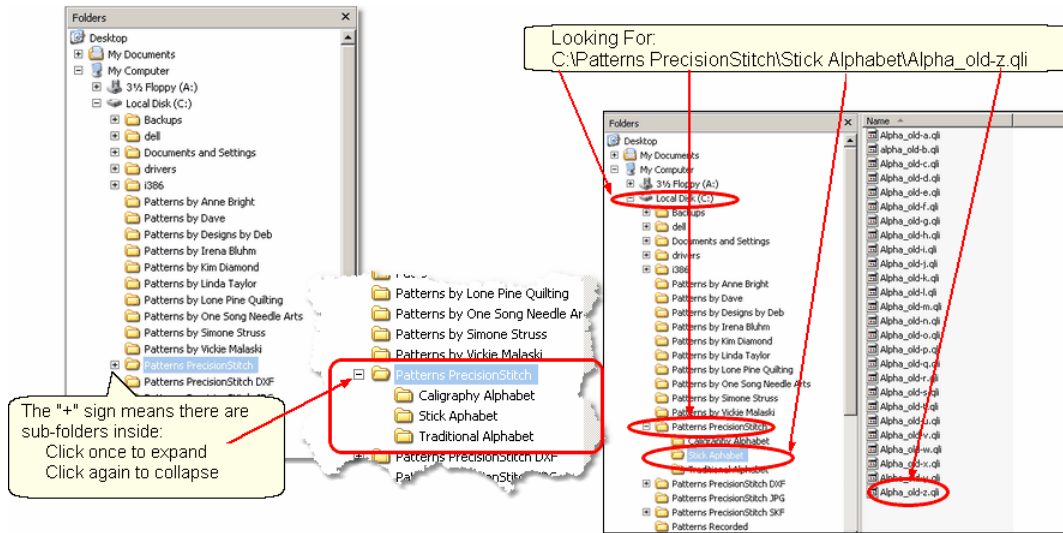 Folders
Desktop
My Documents
My Computer
3½ Floppy (A:)
Local Disk (C:)
Backups
dell
Documents and Settings
drivers
i386
Patterns by Anne Bright
Patterns by Dave
Patterns by Designs by Deb
Patterns by Irena Bluhm
Patterns by Kim Diamond
Patterns by Linda Taylor
Patterns by Lone Pine Quilting
Patterns by One Song Needle Arts
Patterns by Simone Struss
Patterns by Vickie Malaski
Patterns PrecisionStitch
Patterns PrecisionStitch DXF
The "+" sign means there are
sub-folders inside:
Click once to expand
Click again to collapse
Patterns by Lone Pine Quilting
Patterns by One Song Needle Ar
Patterns by Simone Struss
Patterns by Vickie Malaski
Patterns PrecisionStitch
Caligraphy Alphabet
Stick Aphabet
Traditional Alphabet
Patterns PrecisionStitch DXF
Looking For:
C:\Patterns PrecisionStitch\Stick Alphabet\Alpha_old-z.qli
Folders
Desktop
My Documents
My Computer
3½ Floppy (A:)
Local Disk (C:)
Backups
dell
Documents and Settings
drivers
i386
Patterns by Anne Bright
Patterns by Dave
Patterns by Designs by Deb
Patterns by Irena Bluhm
Patterns by Kim Diamond
Patterns by Linda Taylor
Patterns by Lone Pine Quilting
Patterns by One Song Needle Arts
Patterns by Simone Struss
Patterns by Vickie Malaski
Patterns PrecisionStitch
Caligraphy Alphabet
Stick Aphabet
Traditional Alphabet
Patterns PrecisionStitch DXF
Patterns PrecisionStitch JPG
Patterns PrecisionStitch SKF
Patterns Recorded
Name
Alpha_old-a.qli
alpha_old-b.qli
Alpha_old-c.qli
Alpha_old-d.qli
Alpha_old-e.qli
Alpha_old-f.qli
Alpha_old-g.qli
Alpha_old-h.qli
Alpha_old-i.qli
Alpha_old-j.qli
Alpha_old-k.qli
Alpha_old-l.qli
Alpha_old-m.qli
Alpha_old-n.qli
Alpha_old-o.qli
Alpha_old-p.qli
Alpha_old-q.qli
Alpha_old-r.qli
Alpha_old-s.qli
Alpha_old-t.qli
Alpha_old-u.qli
Alpha_old-v.qli
Alpha_old-w.qli
Alpha_old-x.qli
Alpha_old-y.qli
Alpha_old-z.qli